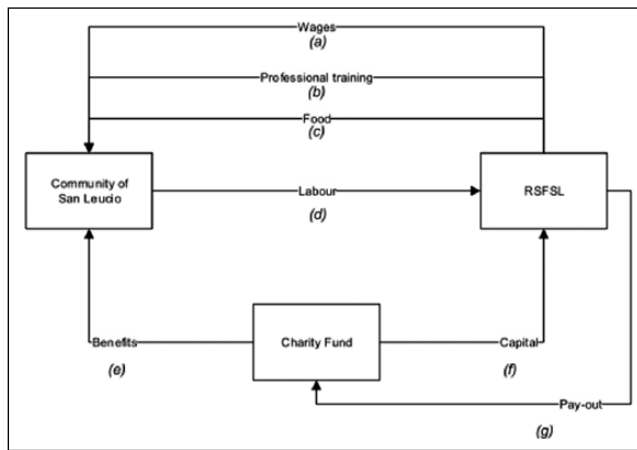 Wages
(a)
Professional training
(b)
Food
(c)
Community of
San Leucio
Labour
(d)
RSFSL
Benefits
(e)
Charity Fund
Capital
(f)
Pay-out
(g)